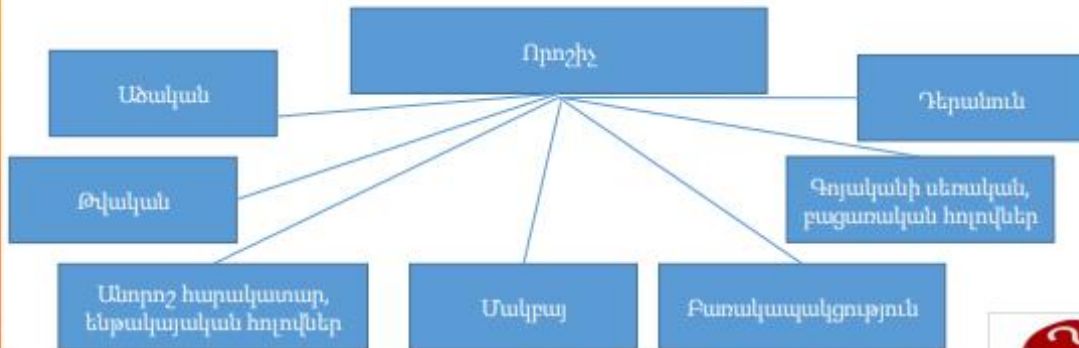 Որոշիչ
Ածական
Դերանուն
Թվական
Գոյականի սեռական,
բացառական հոլովներ
Անորոշ հարակատար,
ենթակայական հոլովներ
Մակբայ
Բառակապակցություն